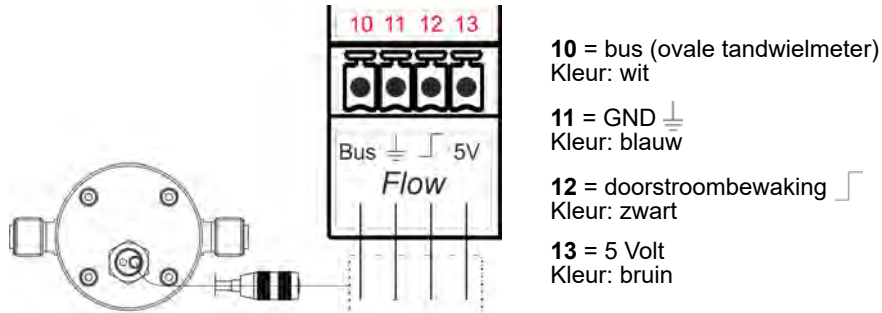 10 11 12 13
Bus ⏚ 5V
Flow
10 = bus (ovale tandwielmeter)
Kleur: wit
11 = GND ⏚
Kleur: blauw
12 = doorstroombewaking
Kleur: zwart
13 = 5 Volt
Kleur: bruin